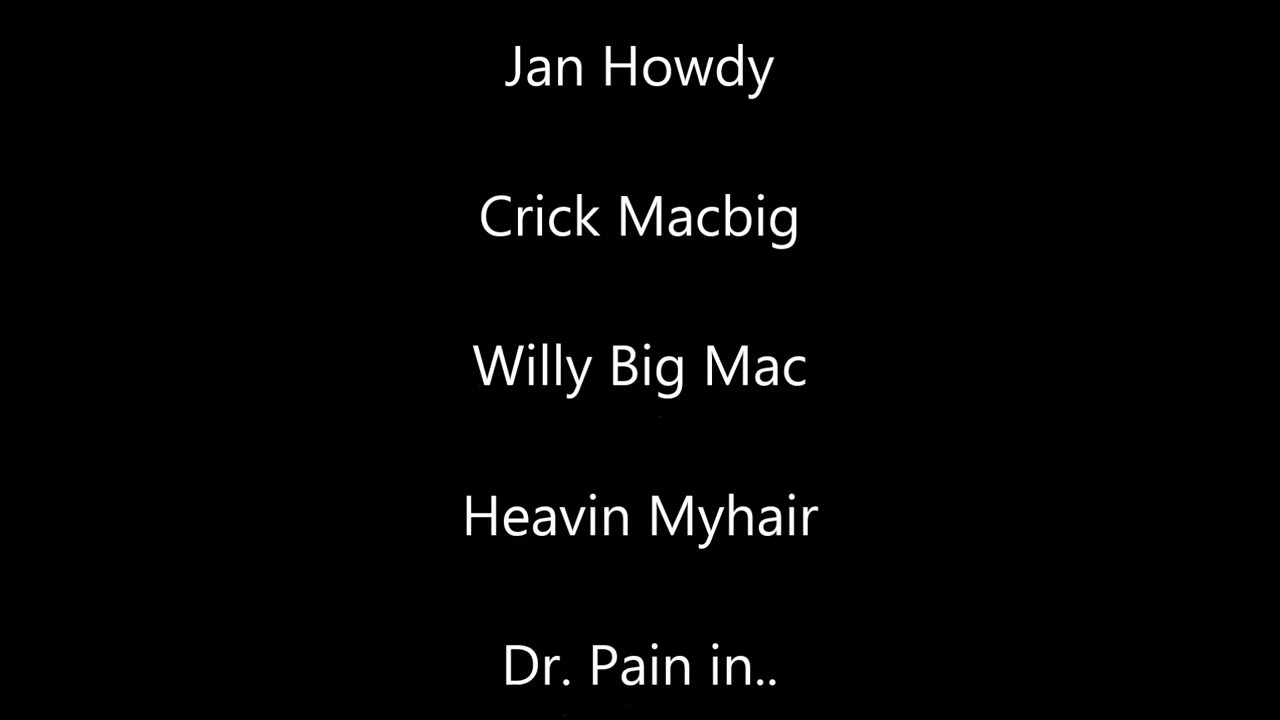 Jan Howdy
Crick Macbig
Willy Big Mac
Heavin Myhair
Dr. Pain in..